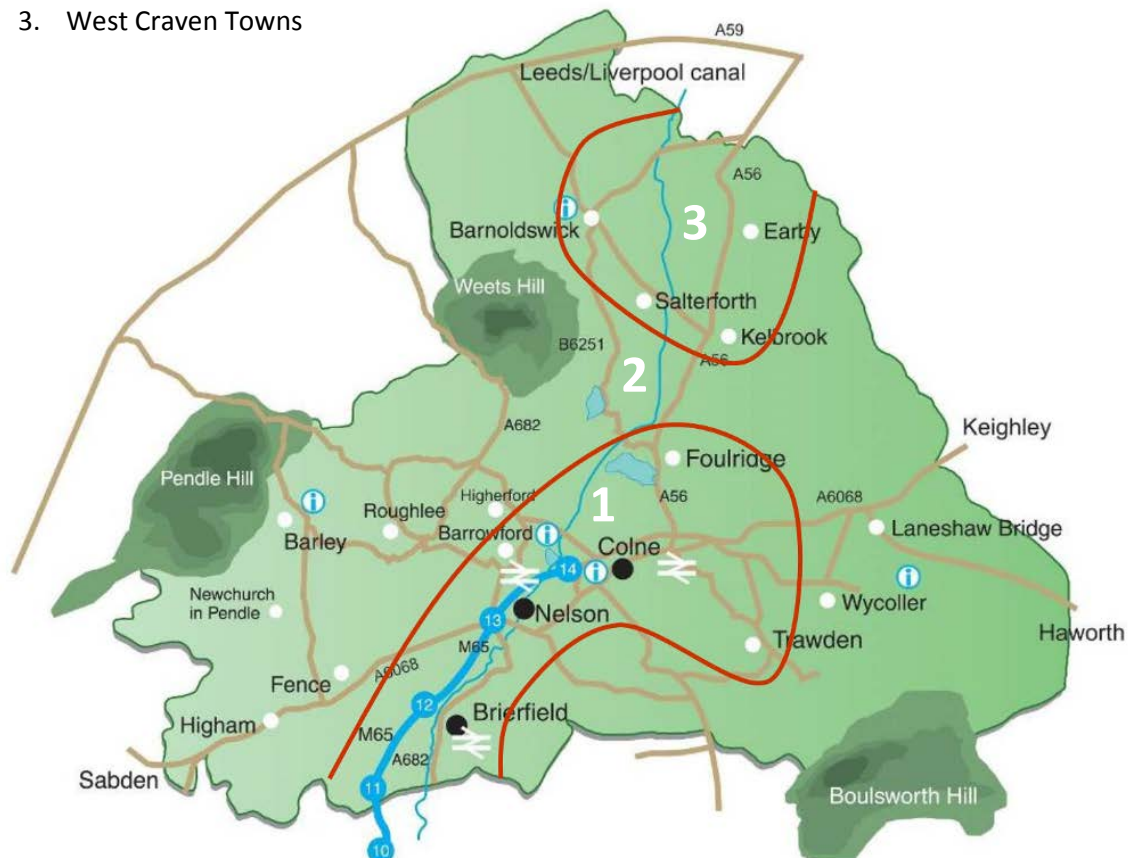 3. West Craven Towns
A59
Leeds/Liverpool canal
A56
3
Barnoldswick
Earby
Weets Hill
Salterforth
Kelbrook
B6251
A56
2
A682
Keighley
Foulridge
Pendle Hill
Higherford
1
A56
A6068
Roughlee
Laneshaw Bridge
Barrowford
Barley
Colne
14
Newchurch
in Pendle
Wycoller
Nelson
13
Haworth
Trawden
M65
A6068
Fence
12
Brierfield
Higham
M65
A682
Sabden
11
Boulsworth Hill
10